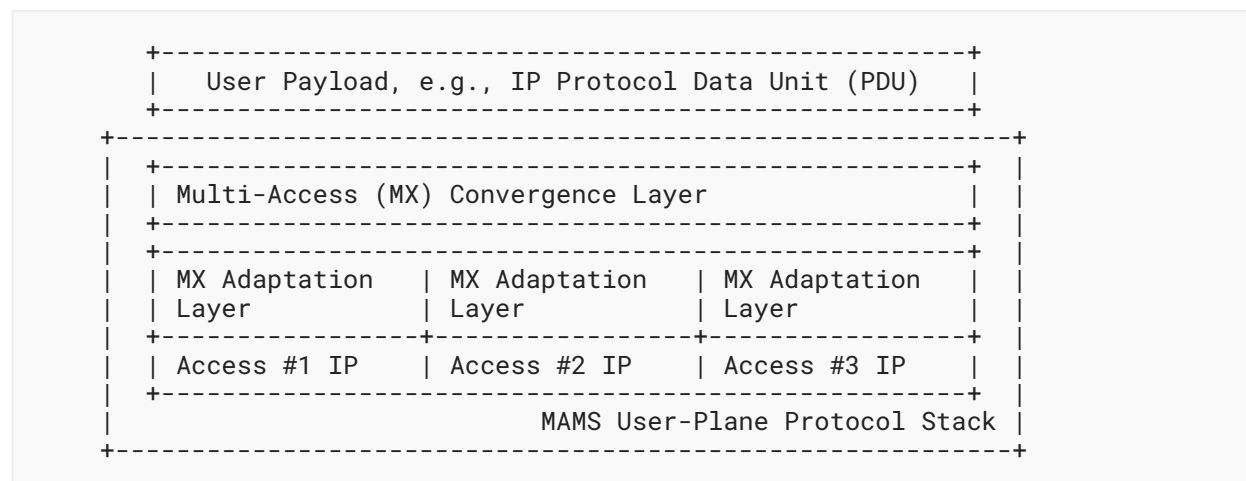 +-----------------------------------------------------+
|   User Payload, e.g., IP Protocol Data Unit (PDU)   |
+-----------------------------------------------------+
+-----------------------------------------------------------+
|  +-----------------------------------------------------+  |
|  | Multi-Access (MX) Convergence Layer                 |  |
|  +-----------------------------------------------------+  |
|  +-----------------------------------------------------+  |
|  | MX Adaptation   | MX Adaptation   | MX Adaptation   |  |
|  | Layer           | Layer           | Layer           |  |
|  +-----------------+-----------------+-----------------+  |
|  | Access #1 IP    | Access #2 IP    | Access #3 IP    |  |
|  +-----------------------------------------------------+  |
|                            MAMS User-Plane Protocol Stack |
+-----------------------------------------------------------+